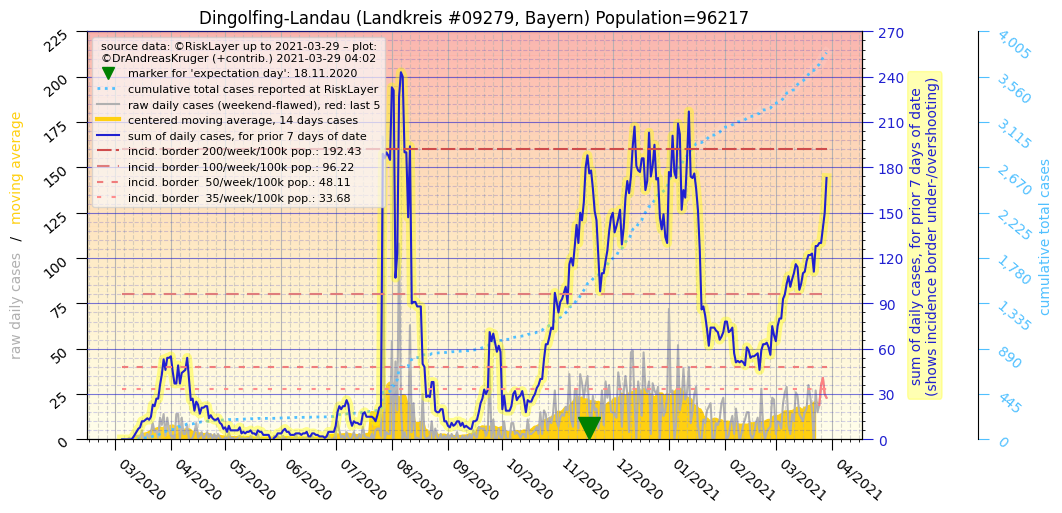 Dingolfing-Landau (Landkreis #09279, Bayern) Population=96217
source data: ©RiskLayer up to 2021-03-29 – plot:
©DrAndreasKruger (+contrib.) 2021-03-29 04:02
marker for 'expectation day': 18.11.2020
cumulative total cases reported at RiskLayer
raw daily cases (weekend-flawed), red: last 5
centered moving average, 14 days cases
sum of daily cases, for prior 7 days of date
incid. border 200/week/100k pop.: 192.43
incid. border 100/week/100k pop.: 96.22
incid. border  50/week/100k pop.: 48.11
incid. border  35/week/100k pop.: 33.68
raw daily cases / moving average
225
200
175
150
125
100
75
50
25
0
03/2020
04/2020
05/2020
06/2020
07/2020
08/2020
09/2020
10/2020
11/2020
12/2020
01/2021
02/2021
03/2021
04/2021
270
240
210
180
150
120
90
60
30
0
sum of daily cases, for prior 7 days of date
(shows incidence border under-/overshooting)
4,005
3,560
3,115
2,670
2,225
1,780
1,335
890
445
0
cumulative total cases